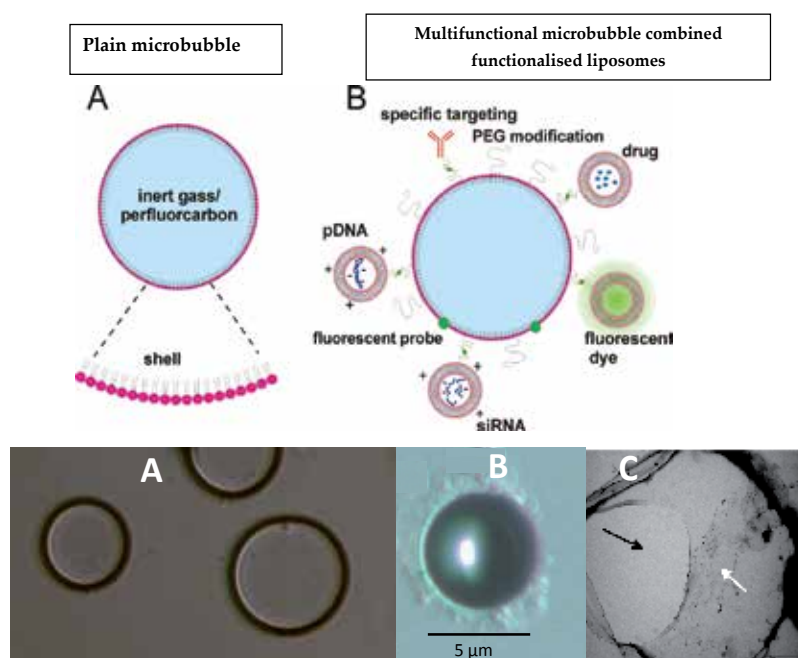 Plain microbubble
Multifunctional microbubble combined
functionalised liposomes
A
B
inert gass/
perfluorcarbon
shell
specific targeting
PEG modification
drug
pDNA
+
+
+
fluorescent probe
fluorescent
dye
+
+
+
siRNA
A
B
C
5 µm